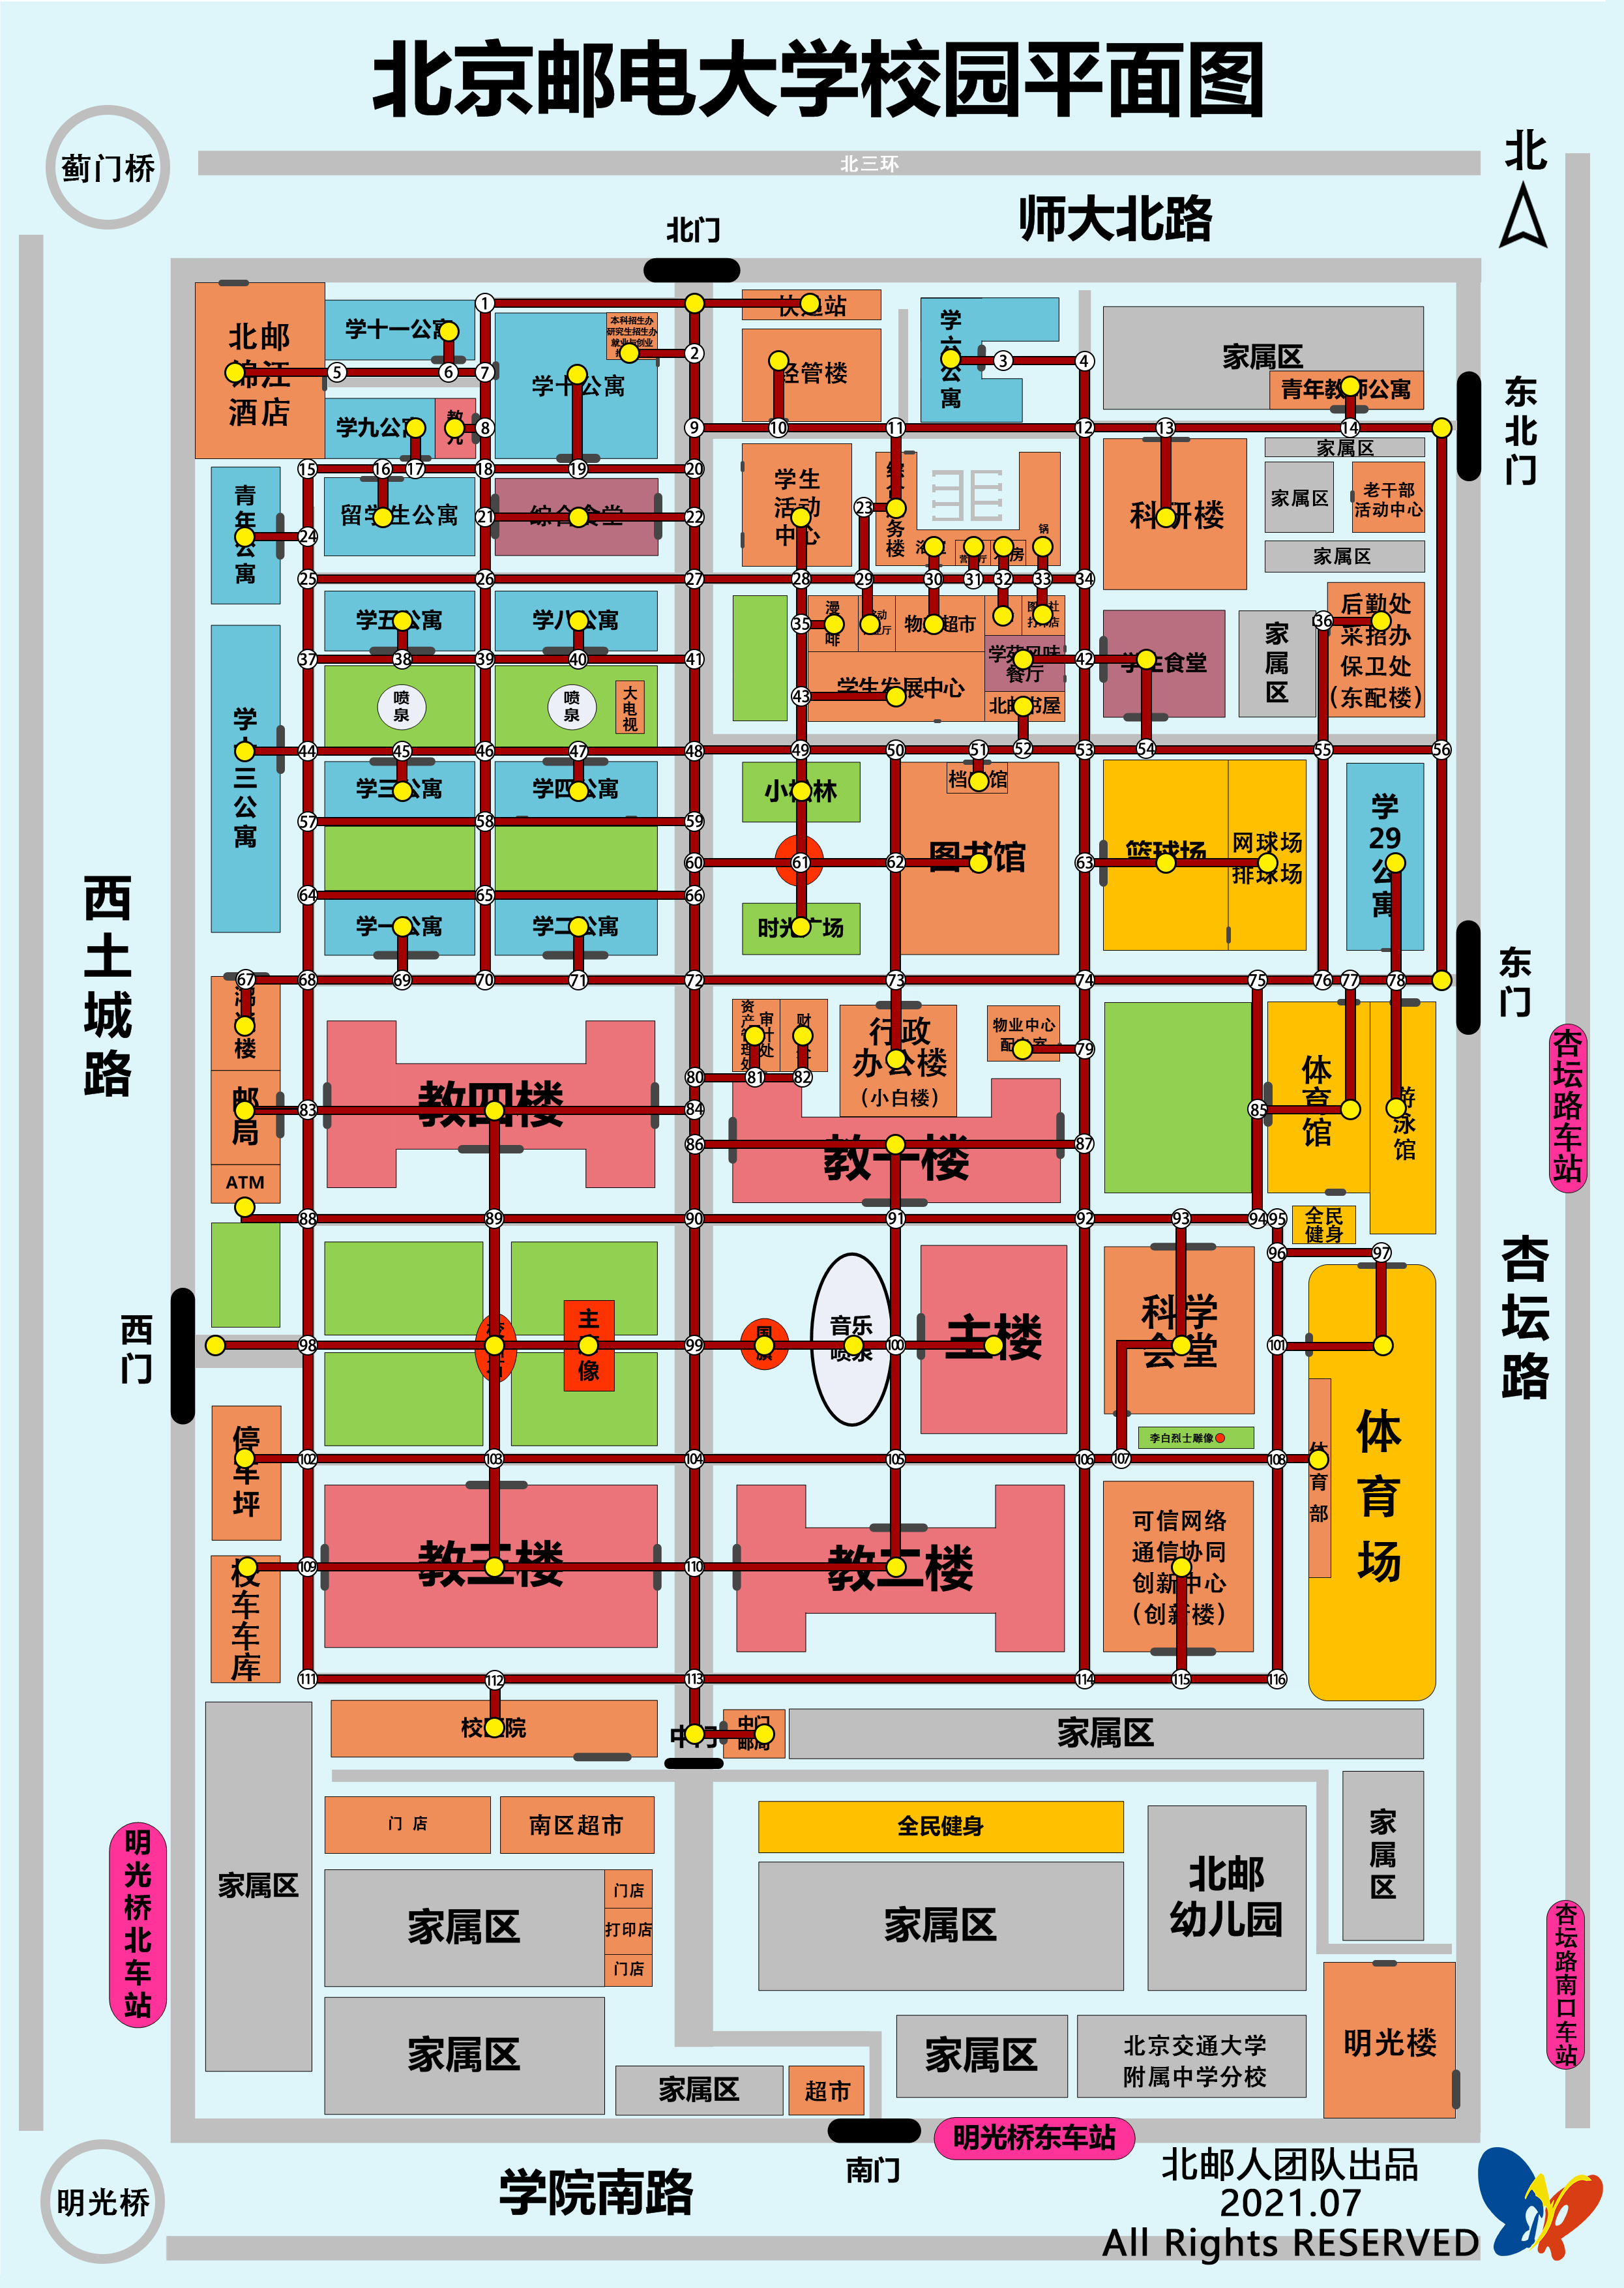 北京邮电大学校园平面图
蓟门桥
北三环
北
师大北路
北门
北邮
锦江
酒店
学十一公寓
学九公寓
教九
学十公寓
本科招生办
研究生招生办
就业与创业
快递站
经管楼
学六公寓
家属区
青年教师公寓
东北门
家属区
家属区
老干部
活动中心
家属区
青年公寓
留学生公寓
综合食堂
学生
活动
中心
科研楼
锅
学五公寓
学八公寓
漫
啡
物美超市
学苑风味
餐厅
学生发展中心
北邮书屋
学生食堂
家属区
后勤处
采招办
保卫处
(东配楼)
学十三公寓
喷泉
喷泉
大电视
学三公寓
学四公寓
小松林
档案馆
图书馆
篮球场
网球场
排球场
学29公寓
学一公寓
学二公寓
时光广场
西土城路
东门
鸿通楼
邮局
ATM
教四楼
资产管理处
审计处
财务处
行政
办公楼
(小白楼)
物业中心
配电室
教一楼
体育馆
游泳馆
全民
健身
杏坛路车站
杏坛路
西门
主席像
国旗
音乐
喷泉
主楼
科学
会堂
李白烈士雕像
停车坪
校车车库
教三楼
教二楼
可信网络
通信协同
创新中心
(创新楼)
体育部
体育场
校医院
中门
中门
邮局
家属区
门 店
南区超市
全民健身
家属区
家属区
家属区
门店
打印店
门店
家属区
北邮
幼儿园
家属区
家属区
超市
家属区
北京交通大学
附属中学分校
明光楼
明光桥北车站
杏坛路南口车站
明光桥东车站
南门
明光桥
学院南路
北邮人团队出品
2021.07
All Rights RESERVED
1
2
3
4
5
6
7
8
9
10
11
12
13
14
15
16
17
18
19
20
21
22
23
24
25
26
27
28
29
30
31
32
33
34
35
36
37
38
39
40
41
42
43
44
45
46
47
48
49
50
51
52
53
54
55
56
57
58
59
60
61
62
63
64
65
66
67
68
69
70
71
72
73
74
75
76
77
78
79
80
81
82
83
84
85
86
87
88
89
90
91
92
93
94
95
96
97
98
99
100
101
102
103
104
105
106
107
108
109
110
111
112
113
114
115
116